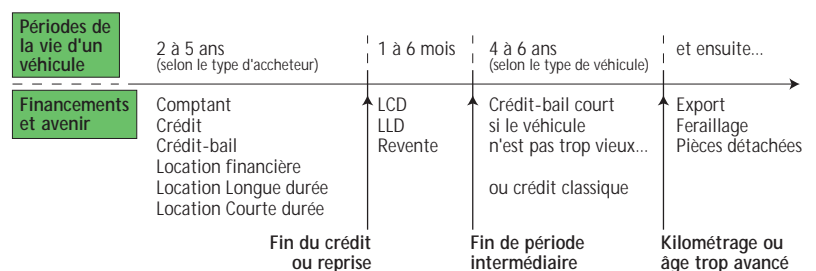 Périodes de
la vie d'un
véhicule
2 à 5 ans
(selon le type d'accheteur)
1 à 6 mois
4 à 6 ans
(selon le type de véhicule)
et ensuite...
Financements
et avenir
Comptant
Crédit
Crédit-bail
Location financière
Location Longue durée
Location Courte durée
LCD
LLD
Revente
Crédit-bail court
si le véhicule
n'est pas trop vieux...
ou crédit classique
Export
Feraillage
Pièces détachées
Fin du crédit
ou reprise
Fin de période
intermédiaire
Kilométrage ou
âge trop avancé